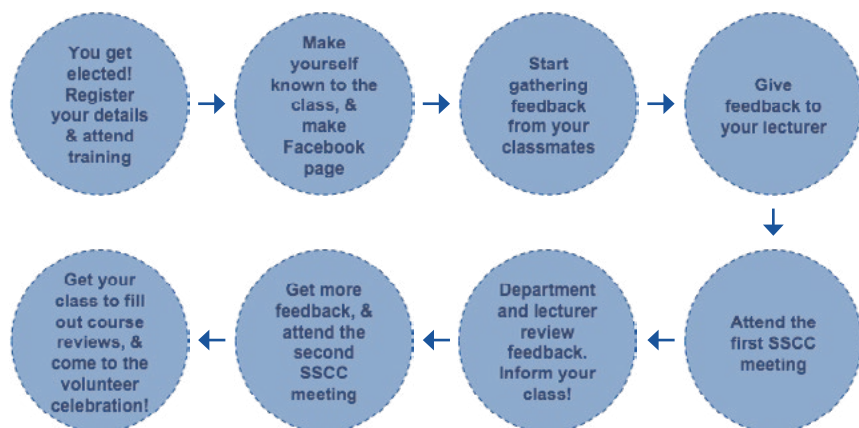 You get
elected!
Register
your details
& attend
training
Make
yourself
known to the
class, &
make
Facebook
page
Start
gathering
feedback
from your
classmates
Give
feedback to
your lecturer
Attend the
first SSCC
meeting
Department
and lecturer
review
feedback.
Inform your
class!
Get more
feedback, &
attend the
second
SSCC
meeting
Get your
class to fill
out course
reviews, &
come to the
volunteer
celebration!